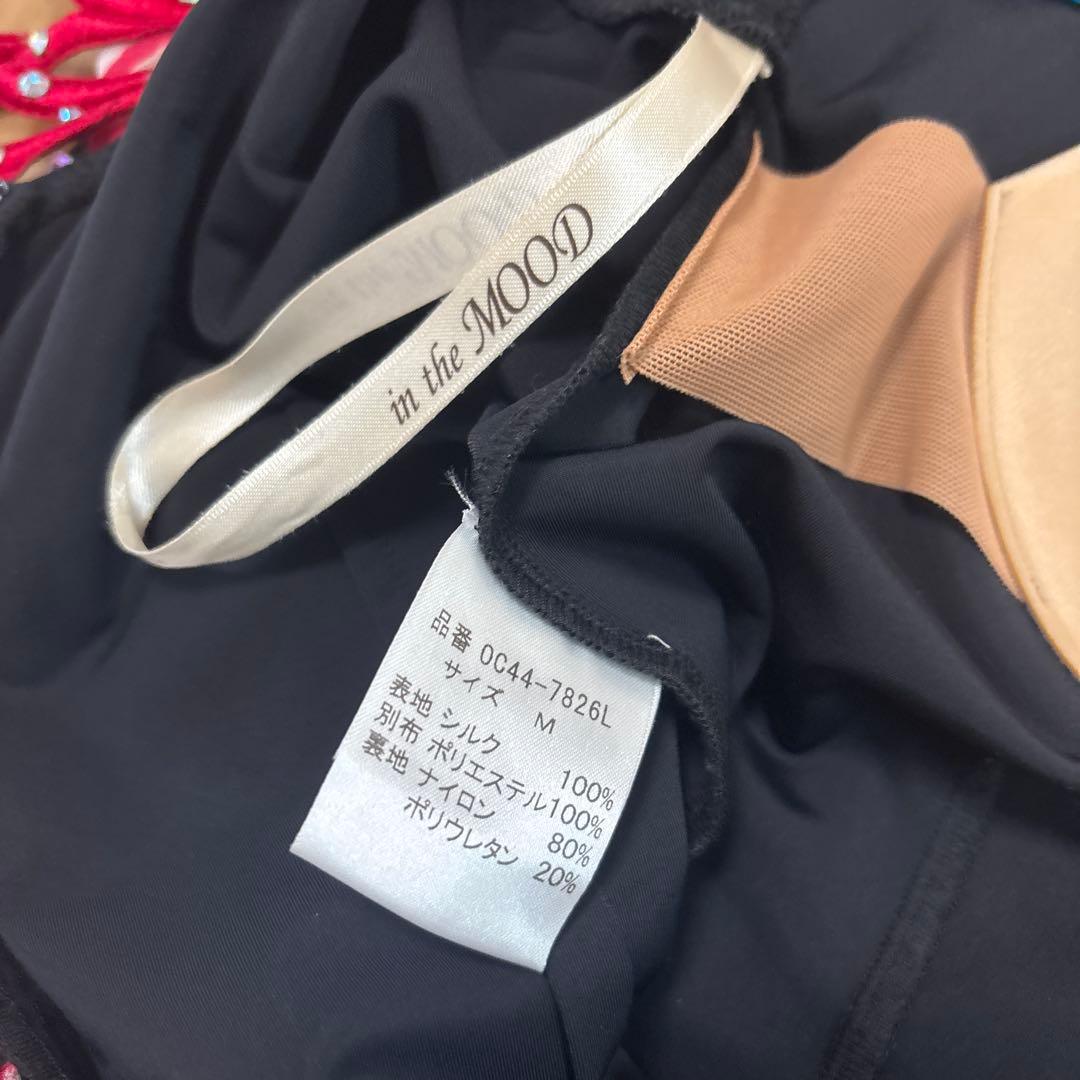 in the MOOD
品番 0C44-7826L
サイズ M
表地 シルク 100%
別布 ポリエステル100%
裏地 ナイロン 80%
ポリウレタン 20%